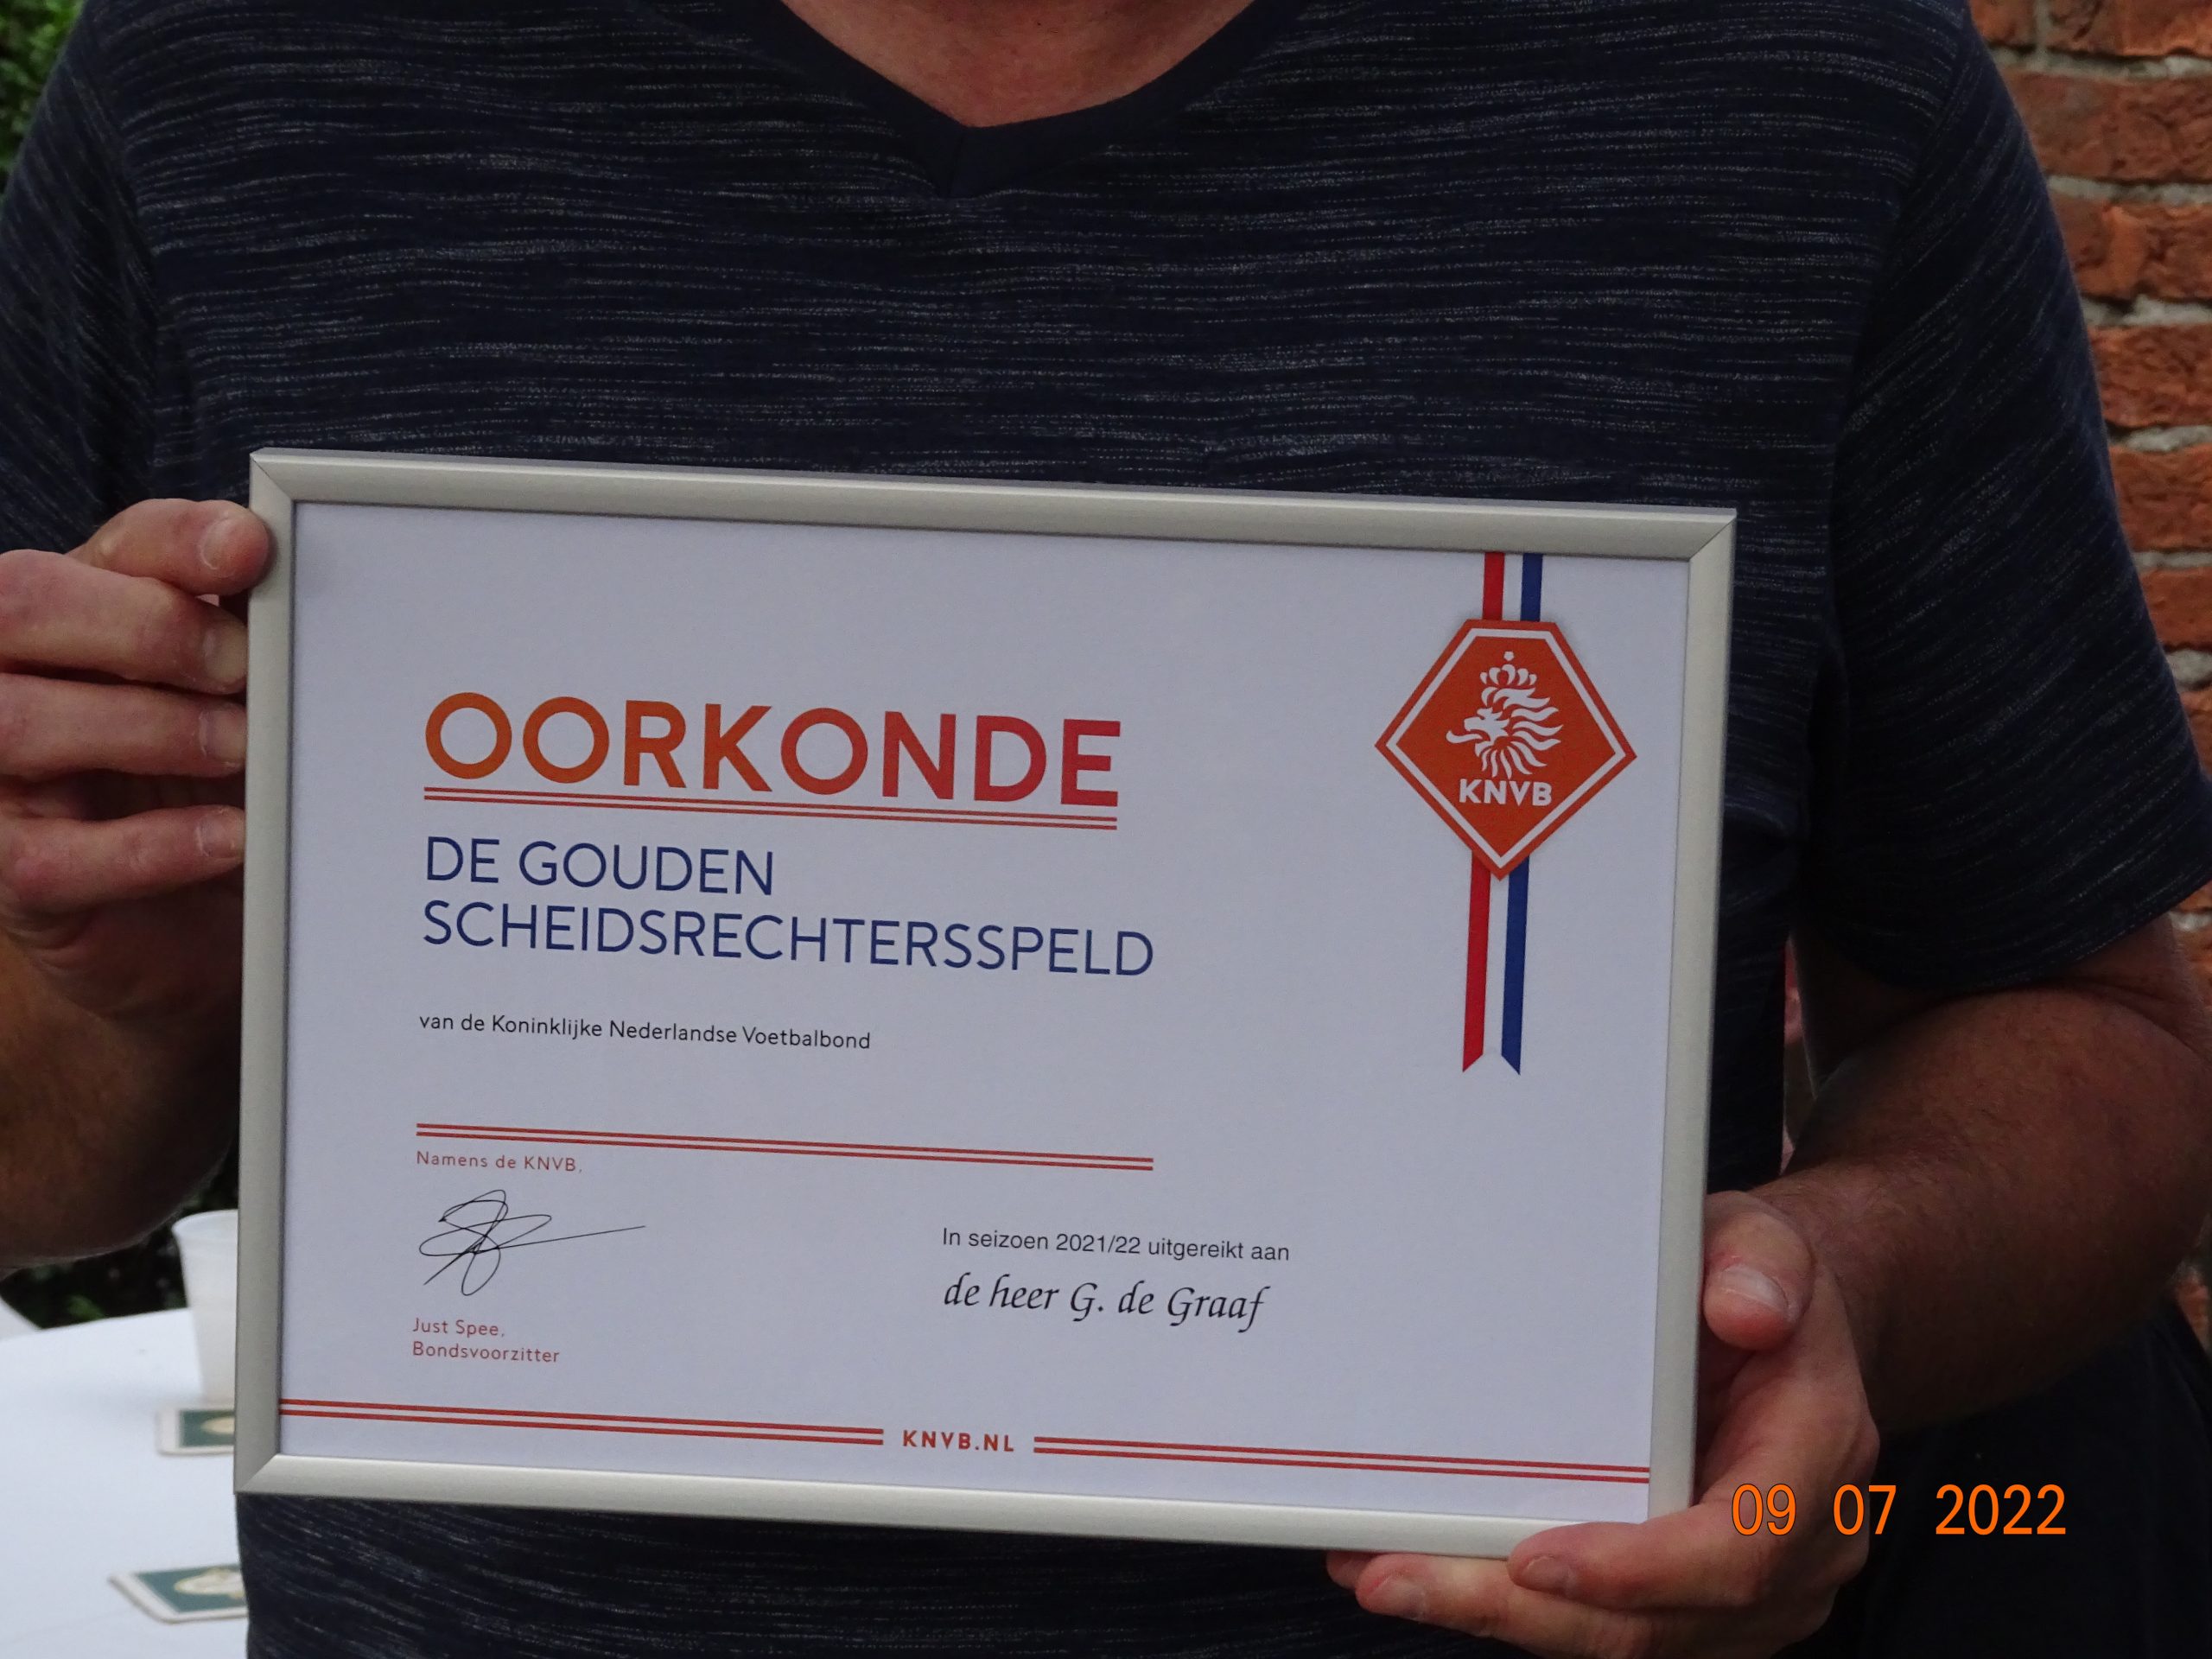 OORKONDE
KNVB
DE GOUDEN
SCHEIDSRECHTERSSPELD
van de Koninklijke Nederlandse Voetbalbond
Namens de KNVB,
In seizoen 2021/22 uitgereikt aan
de heer G. de Graaf
Just Spee,
Bondsvoorzitter
KNVB.NL
09 07 2022